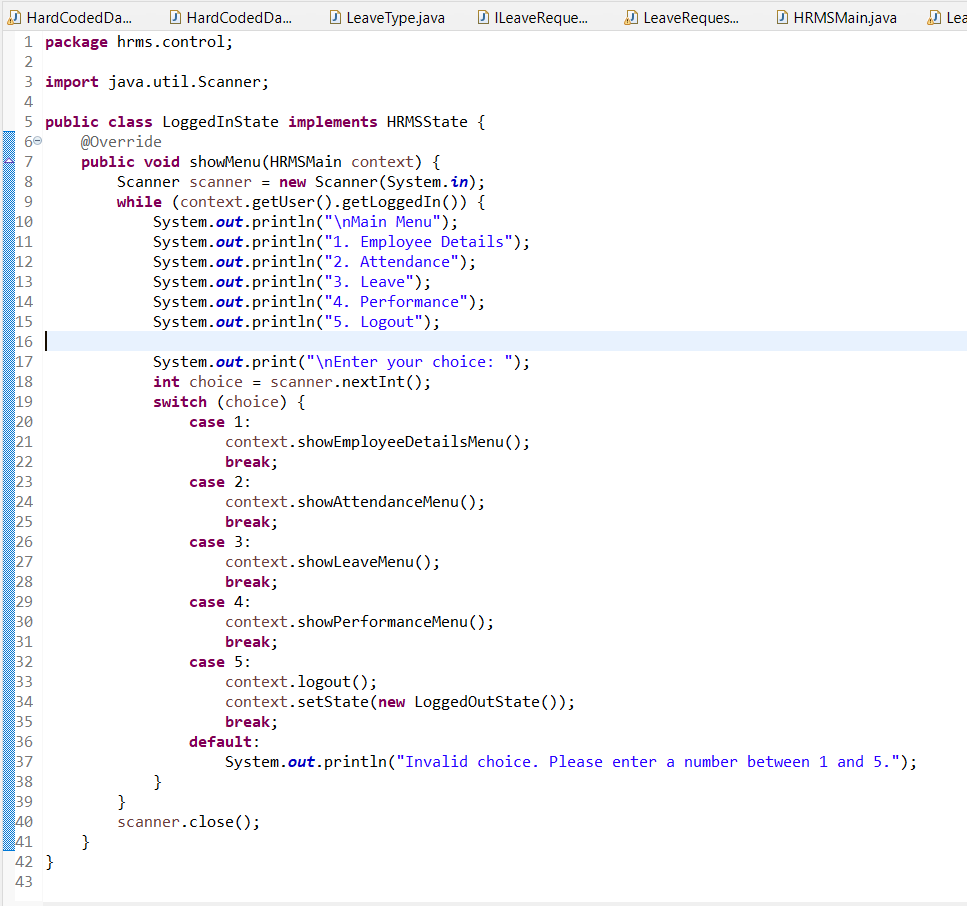 HardCodedDa... HardCodedDa... LeaveType.java ILeaveReque... LeaveReques... HRMSMain.java Lea
1 package hrms.control;
2
3 import java.util.Scanner;
4
5 public class LoggedInState implements HRMSState {
6     @Override
7     public void showMenu(HRMSMain context) {
8         Scanner scanner = new Scanner(System.in);
9         while (context.getUser().getLoggedIn()) {
10             System.out.println("\nMain Menu");
11             System.out.println("1. Employee Details");
12             System.out.println("2. Attendance");
13             System.out.println("3. Leave");
14             System.out.println("4. Performance");
15             System.out.println("5. Logout");
16
17             System.out.print("\nEnter your choice: ");
18             int choice = scanner.nextInt();
19             switch (choice) {
20                 case 1:
21                     context.showEmployeeDetailsMenu();
22                     break;
23                 case 2:
24                     context.showAttendanceMenu();
25                     break;
26                 case 3:
27                     context.showLeaveMenu();
28                     break;
29                 case 4:
30                     context.showPerformanceMenu();
31                     break;
32                 case 5:
33                     context.logout();
34                     context.setState(new LoggedOutState());
35                     break;
36                 default:
37                     System.out.println("Invalid choice. Please enter a number between 1 and 5.");
38             }
39         }
40         scanner.close();
41     }
42 }
43